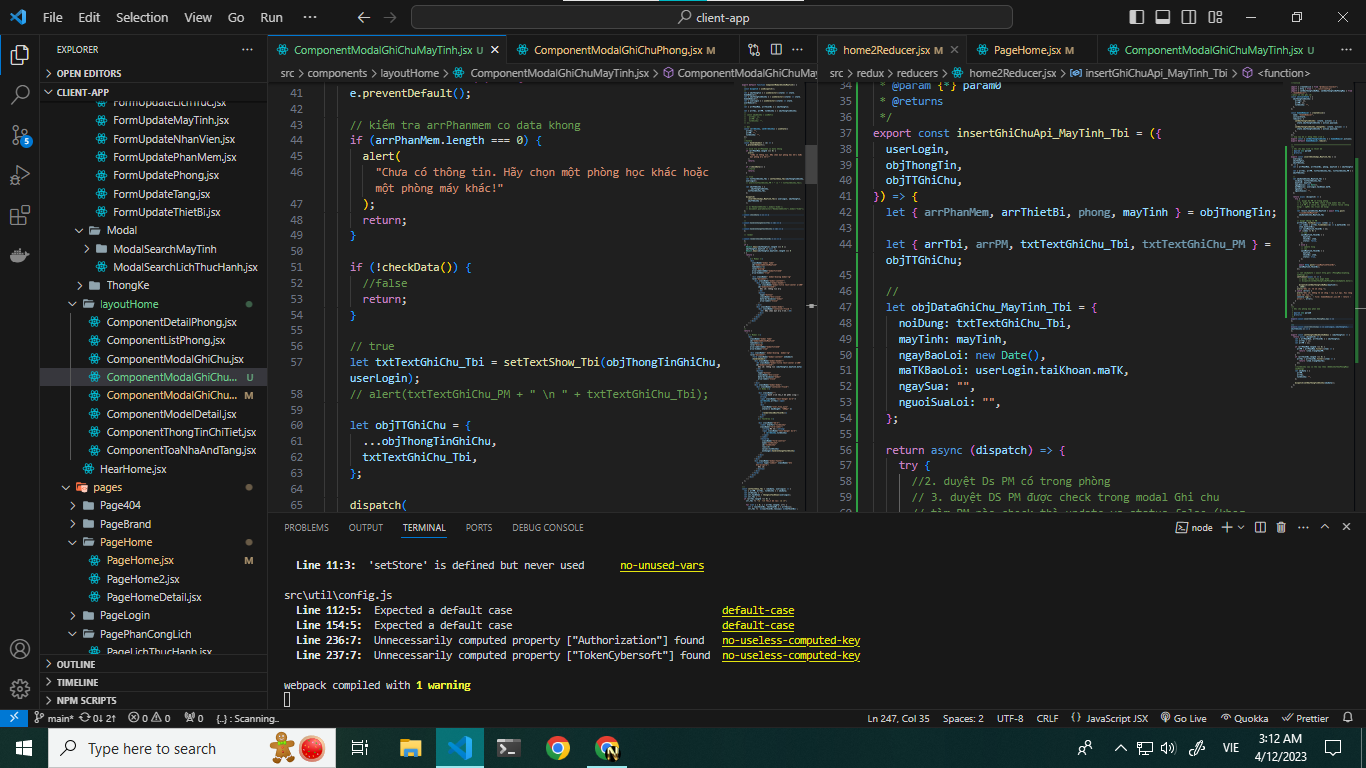 File Edit Selection View Go Run ··· client-app
EXPLORER
OPEN EDITORS
CLIENT-APP
FormUpdateLichTruc.jsx
FormUpdateMayTinh.jsx
FormUpdateNhanVien.jsx
FormUpdatePhanMem.jsx
FormUpdatePhong.jsx
FormUpdateTang.jsx
FormUpdateThietBi.jsx
Modal
ModalSearchMayTinh
ModalSearchLichThucHanh.jsx
ThongKe
layoutHome
ComponentDetailPhong.jsx
ComponentListPhong.jsx
ComponentModalGhiChu.jsx
ComponentModalGhiChu... U
ComponentModalGhiChu... M
ComponentModelDetail.jsx
ComponentThongTinChiTiet.jsx
ComponentToaNhaAndTang.jsx
HearHome.jsx
pages
Page404
PageBrand
PageHome
PageHome.jsx M
PageHome2.jsx
PageHomeDetail.jsx
PageLogin
PagePhanCongLich
PageLichThucHanh.jsx
OUTLINE
TIMELINE
NPM SCRIPTS
5
ComponentModalGhiChuMayTinh.jsx U ComponentModalGhiChuPhong.jsx M
src > components > layoutHome > ComponentModalGhiChuMayTinh.jsx > ComponentModalGhiChuMay
41 e.preventDefault();
42
43 // kiểm tra arrPhanmem co data khong
44 if (arrPhanMem.length === 0) {
45 alert(
46 "Chưa có thông tin. Hãy chọn một phòng học khác hoặc
một phòng máy khác!"
47 );
48 return;
49 }
50
51 if (!checkData()) {
52 //false
53 return;
54 }
55
56 // true
57 let txtTextGhiChu_Tbi = setTextShow_Tbi(objThongTinGhiChu,
userLogin);
58 // alert(txtTextGhiChu_PM + " \n " + txtTextGhiChu_Tbi);
59
60 let objTTGhiChu = {
61 ...objThongTinGhiChu,
62 txtTextGhiChu_Tbi,
63 };
64
65 dispatch(
home2Reducer.jsx M PageHome.jsx M ComponentModalGhiChuMayTinh.jsx U ···
src > redux > reducers > home2Reducer.jsx > insertGhiChuApi_MayTinh_Tbi > <function>
34 * @param {*} param0
35 * @returns
36 */
37 export const insertGhiChuApi_MayTinh_Tbi = ({
38 userLogin,
39 objThongTin,
40 objTTGhiChu,
41 }) => {
42 let { arrPhanMem, arrThietBi, phong, mayTinh } = objThongTin;
43
44 let { arrTbi, arrPM, txtTextGhiChu_Tbi, txtTextGhiChu_PM } =
objTTGhiChu;
45
46 //
47 let objDataGhiChu_MayTinh_Tbi = {
48 noiDung: txtTextGhiChu_Tbi,
49 mayTinh: mayTinh,
50 ngayBaoLoi: new Date(),
51 maTKBaoLoi: userLogin.taiKhoan.maTK,
52 ngaySua: "",
53 nguoiSuaLoi: "",
54 };
55
56 return async (dispatch) => {
57 try {
58 //2. duyệt Ds PM có trong phòng
59 // 3. duyệt DS PM được check trong modal Ghi chu
60 // tìm PM nào check thì update va status false (khon
PROBLEMS OUTPUT TERMINAL PORTS DEBUG CONSOLE node
Line 11:3: 'setStore' is defined but never used no-unused-vars
src\util\config.js
Line 112:5: Expected a default case default-case
Line 154:5: Expected a default case default-case
Line 236:7: Unnecessarily computed property ["Authorization"] found no-useless-computed-key
Line 237:7: Unnecessarily computed property ["TokenCybersoft"] found no-useless-computed-key
webpack compiled with 1 warning
main* 0↓ 2↑ 0 0 0 {..} : Scanning.. Ln 247, Col 35 Spaces: 2 UTF-8 CRLF {} JavaScript JSX Go Live Quokka Prettier
Type here to search VIE 3:12 AM
4/12/2023